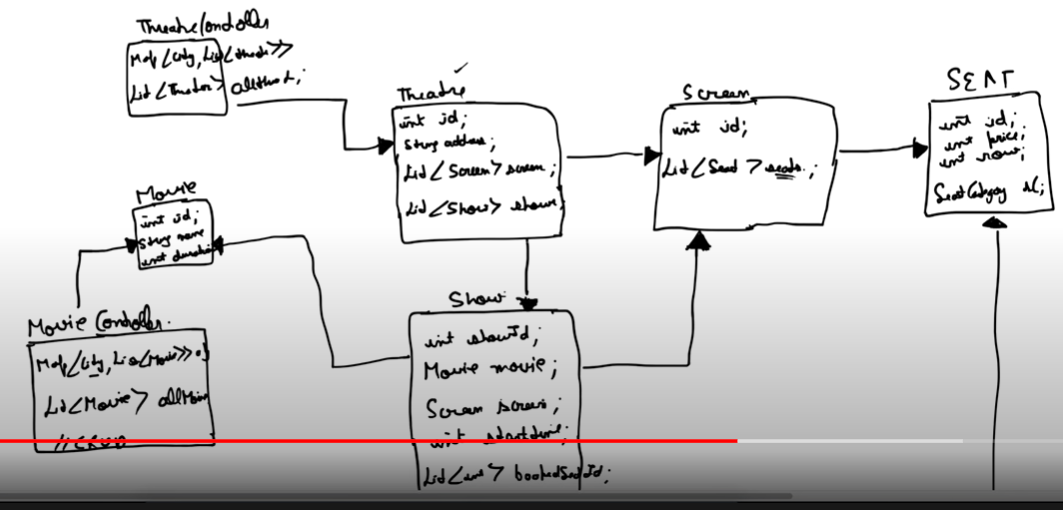 TheatreController
Map<City, List<theatre>>
List<Theatre> alltheatre;
Theatre
int id;
String address;
List<Screen> screen;
List<Show> shows
Screen
int id;
List<Seat> seats;
SEAT
int id;
int price;
int row;
SeatCategory sC;
Movie
int id;
String name
int duration
Movie Controller.
Map<City, List<Movie>>
List<Movie> allMovie
//CRUD
Show
int showId;
Movie movie;
Screen screen;
int startTime;
List<int> bookedSeatId;